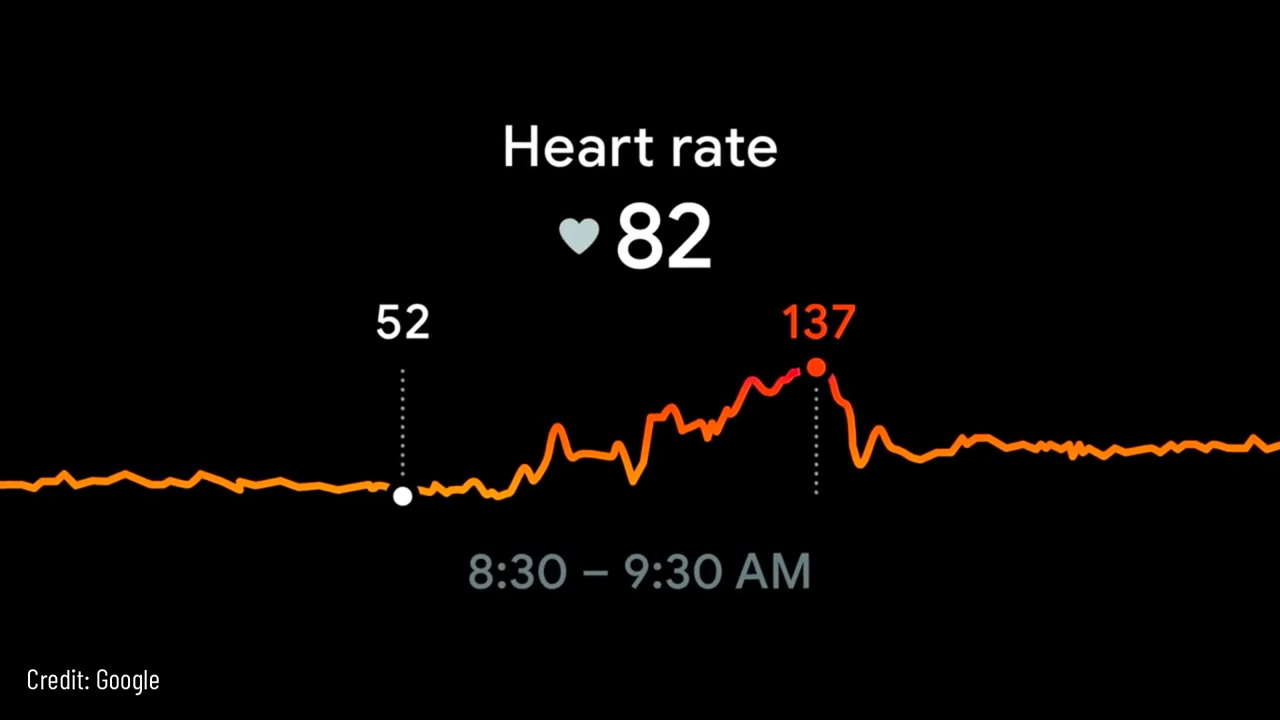 Heart rate
82
52
137
8:30 – 9:30 AM
Credit: Google